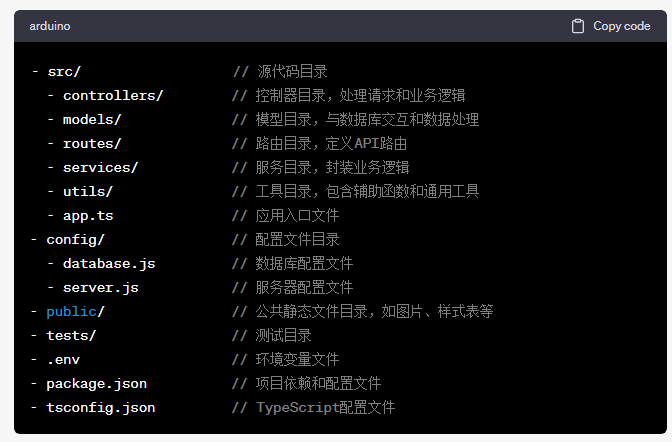 arduino Copy code
- src/ // 源代码目录
- controllers/ // 控制器目录，处理请求和业务逻辑
- models/ // 模型目录，与数据库交互和数据处理
- routes/ // 路由目录，定义API路由
- services/ // 服务目录，封装业务逻辑
- utils/ // 工具目录，包含辅助函数和通用工具
- app.ts // 应用入口文件
- config/ // 配置文件目录
- database.js // 数据库配置文件
- server.js // 服务器配置文件
- public/ // 公共静态文件目录，如图片、样式表等
- tests/ // 测试目录
- .env // 环境变量文件
- package.json // 项目依赖和配置文件
- tsconfig.json // TypeScript配置文件